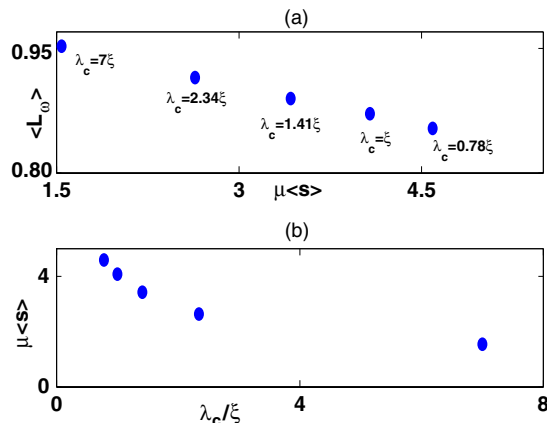 (a)
0.95
λc=7ξ
λc=2.34ξ
λc=1.41ξ
λc=ξ
λc=0.78ξ
<Lω>
0.80
1.5 3 4.5
μ<s>
(b)
4
μ<s>
0
0 4 8
λc/ξ